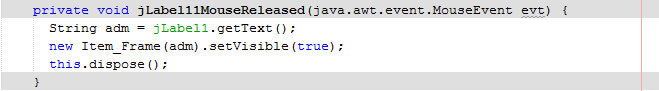 private void jLabel11MouseReleased(java.awt.event.MouseEvent evt) {
String adm = jLabel1.getText();
new Item_Frame(adm).setVisible(true);
this.dispose();
}